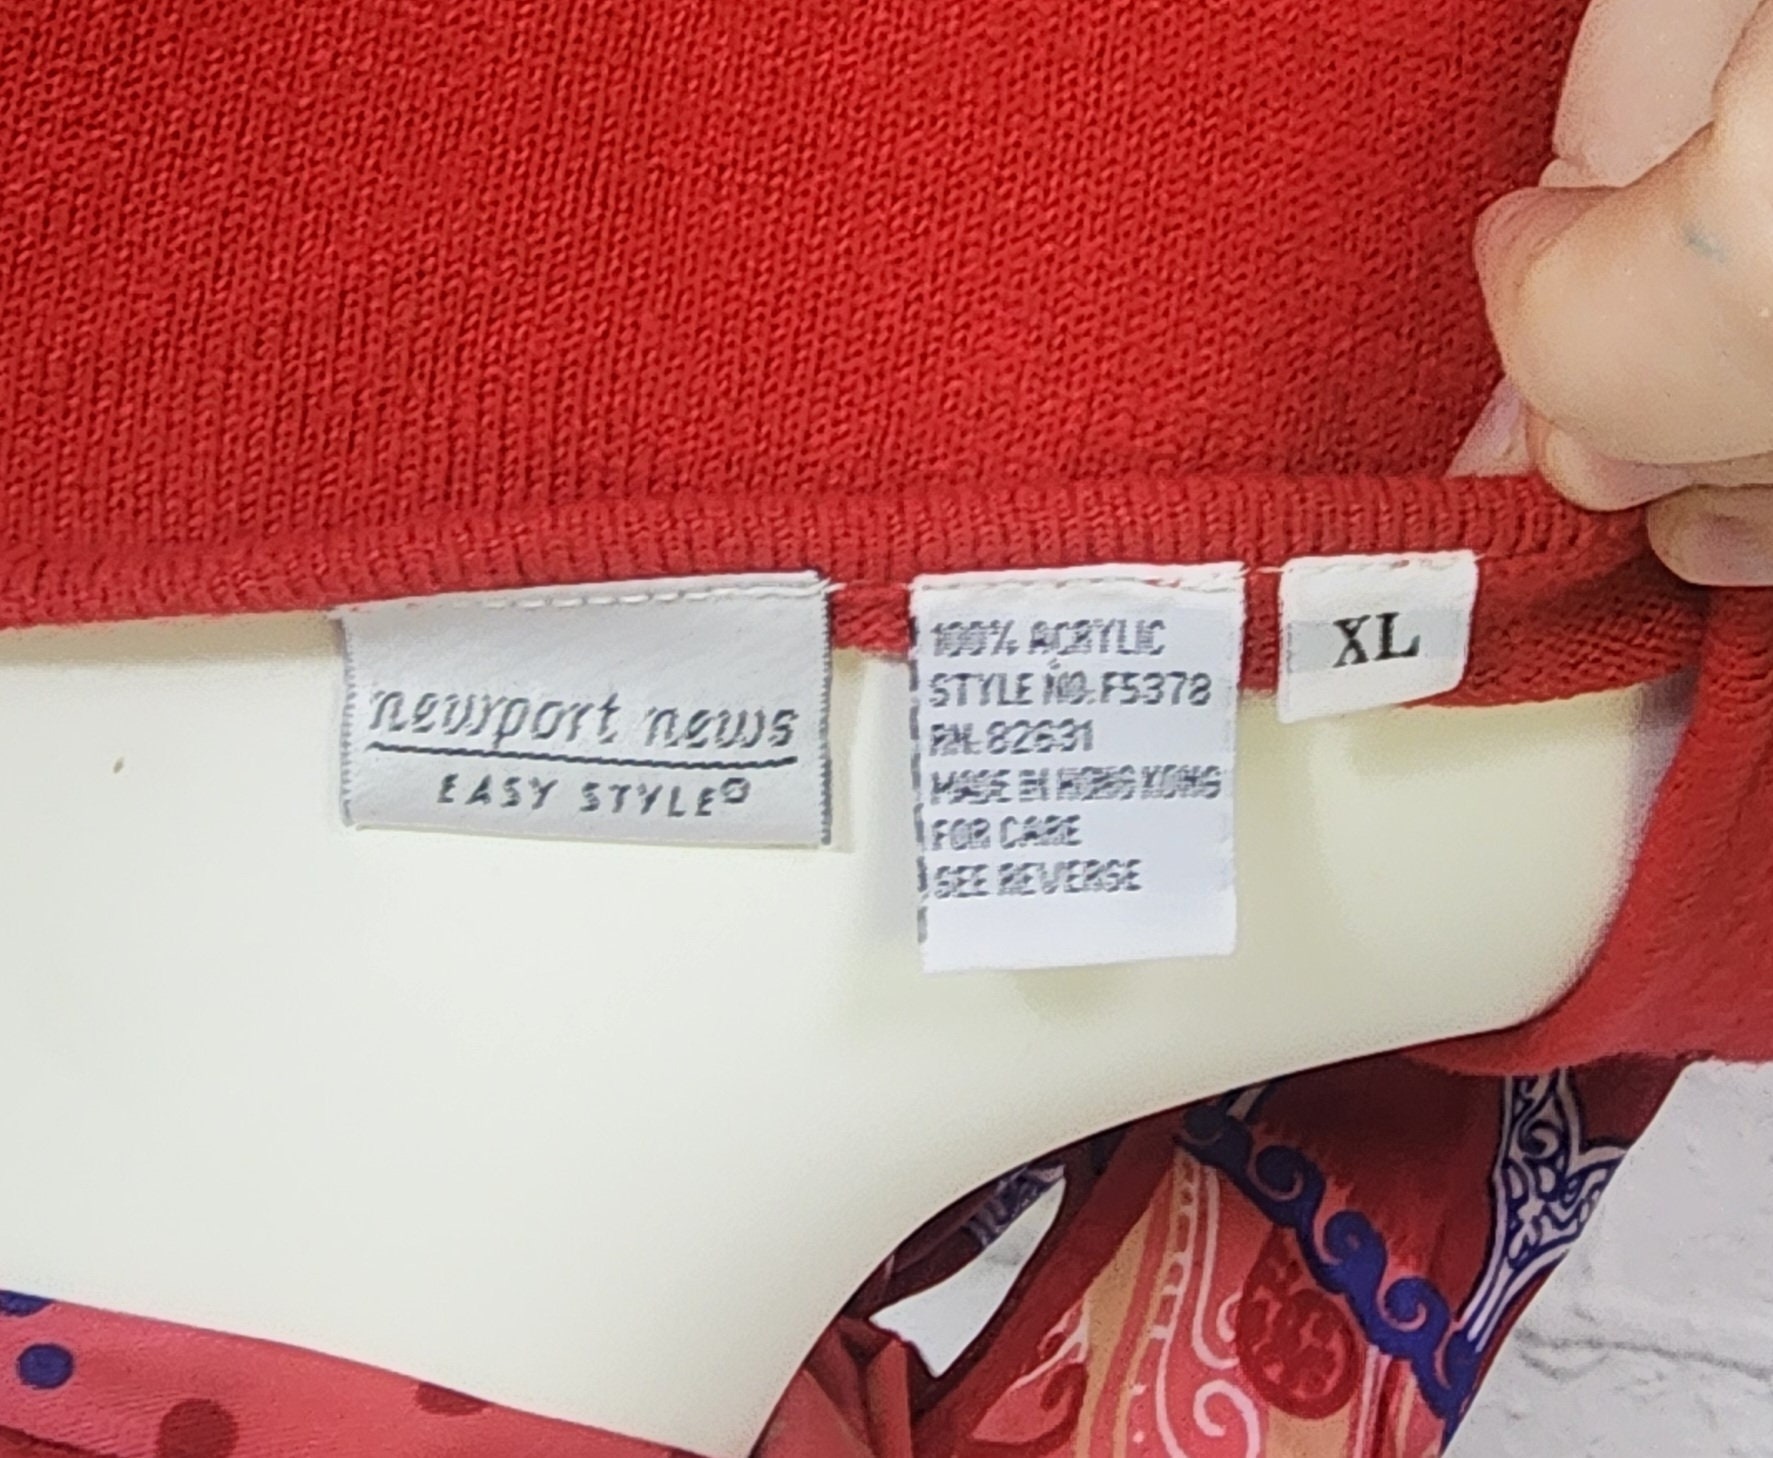 newport news
EASY STYLE®
100% ACRYLIC
STYLE NO.F5378
RN.82631
MADE IN HONG KONG
FOR CARE
SEE REVERSE
XL